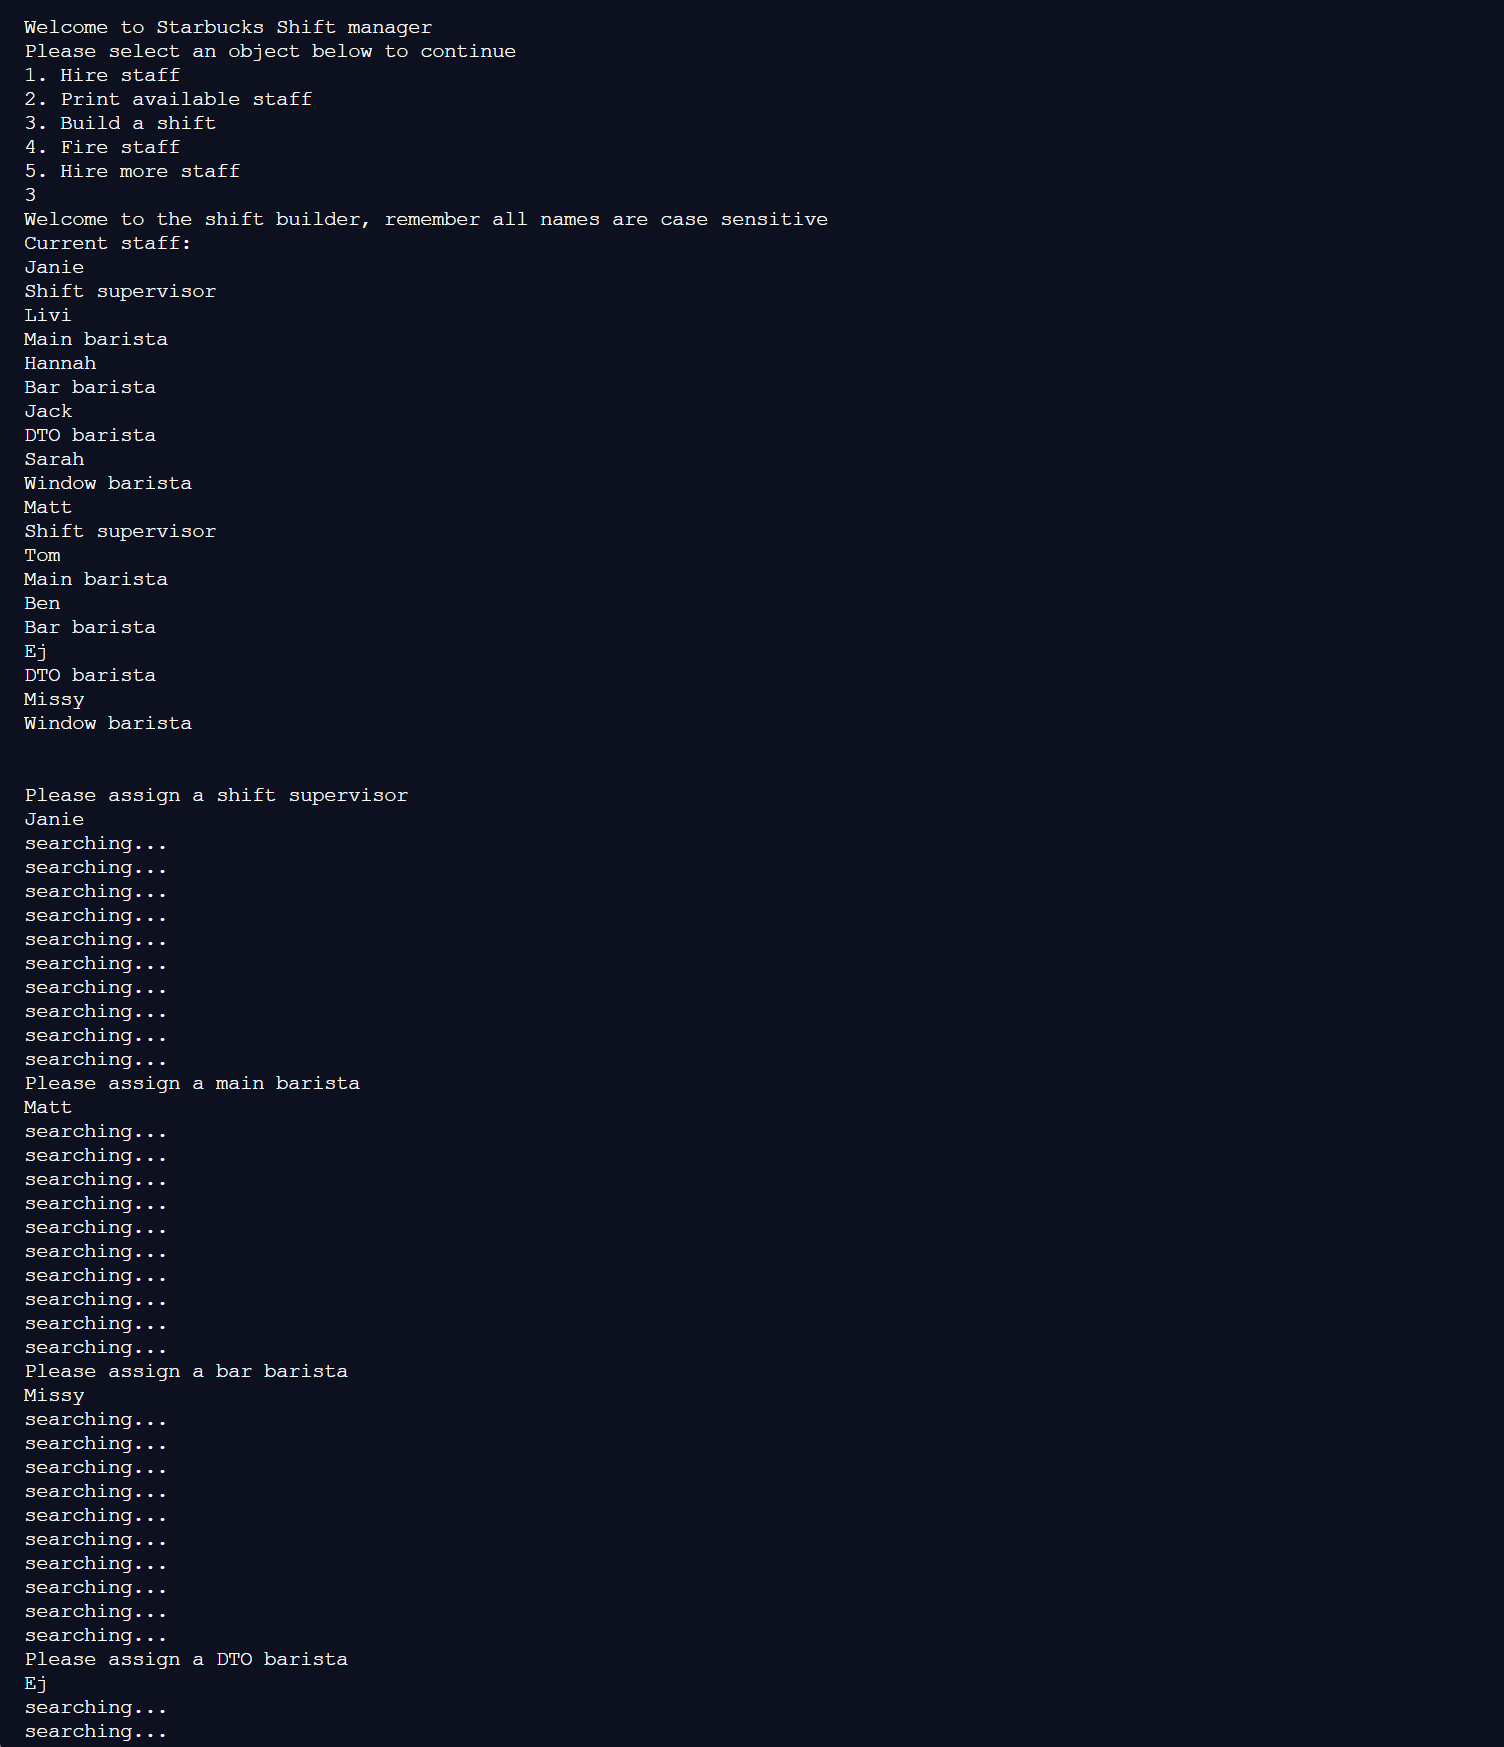 Welcome to Starbucks Shift manager
Please select an object below to continue
1. Hire staff
2. Print available staff
3. Build a shift
4. Fire staff
5. Hire more staff
3
Welcome to the shift builder, remember all names are case sensitive
Current staff:
Janie
Shift supervisor
Livi
Main barista
Hannah
Bar barista
Jack
DTO barista
Sarah
Window barista
Matt
Shift supervisor
Tom
Main barista
Ben
Bar barista
Ej
DTO barista
Missy
Window barista
Please assign a shift supervisor
Janie
searching...
searching...
searching...
searching...
searching...
searching...
searching...
searching...
searching...
searching...
Please assign a main barista
Matt
searching...
searching...
searching...
searching...
searching...
searching...
searching...
searching...
searching...
searching...
Please assign a bar barista
Missy
searching...
searching...
searching...
searching...
searching...
searching...
searching...
searching...
searching...
searching...
Please assign a DTO barista
Ej
searching...
searching...